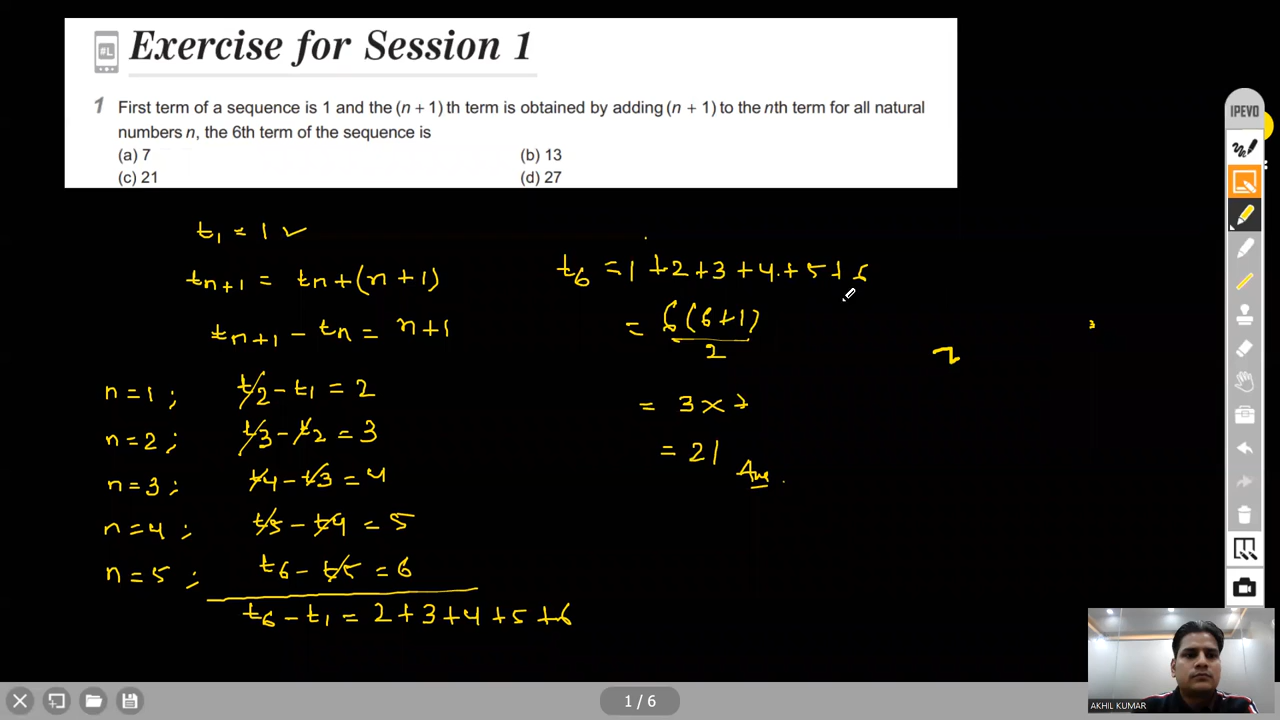 #L
Exercise for Session 1
1 First term of a sequence is 1 and the (n + 1) th term is obtained by adding (n + 1) to the nth term for all natural
numbers n, the 6th term of the sequence is
(a) 7 (b) 13
(c) 21 (d) 27
t₁ = 1 ✓
tₙ₊₁ = tₙ + (n + 1)
tₙ₊₁ - tₙ = n+1
n = 1 ; t₂ - t₁ = 2
n = 2 ; t₃ - t₂ = 3
n = 3 ; t₄ - t₃ = 4
n = 4 ; t₅ - t₄ = 5
n = 5 ; t₆ - t₅ = 6
t₆ - t₁ = 2 + 3 + 4 + 5 + 6
t₆ = 1 + 2 + 3 + 4 + 5 + 6
= 6(6+1)
2
= 3 × 7
= 21 Ans.
IPEVO
1 / 6
AKHIL KUMAR